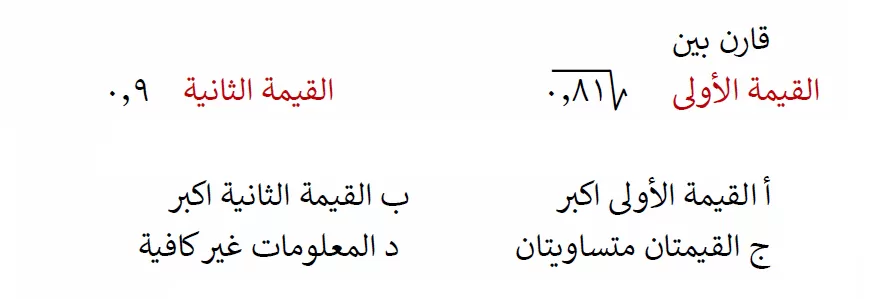 قارن بين
القيمة الأولى √٠,٨١ القيمة الثانية ٠,٩
أ القيمة الأولى اكبر ب القيمة الثانية اكبر
ج القيمتان متساويتان د المعلومات غير كافية